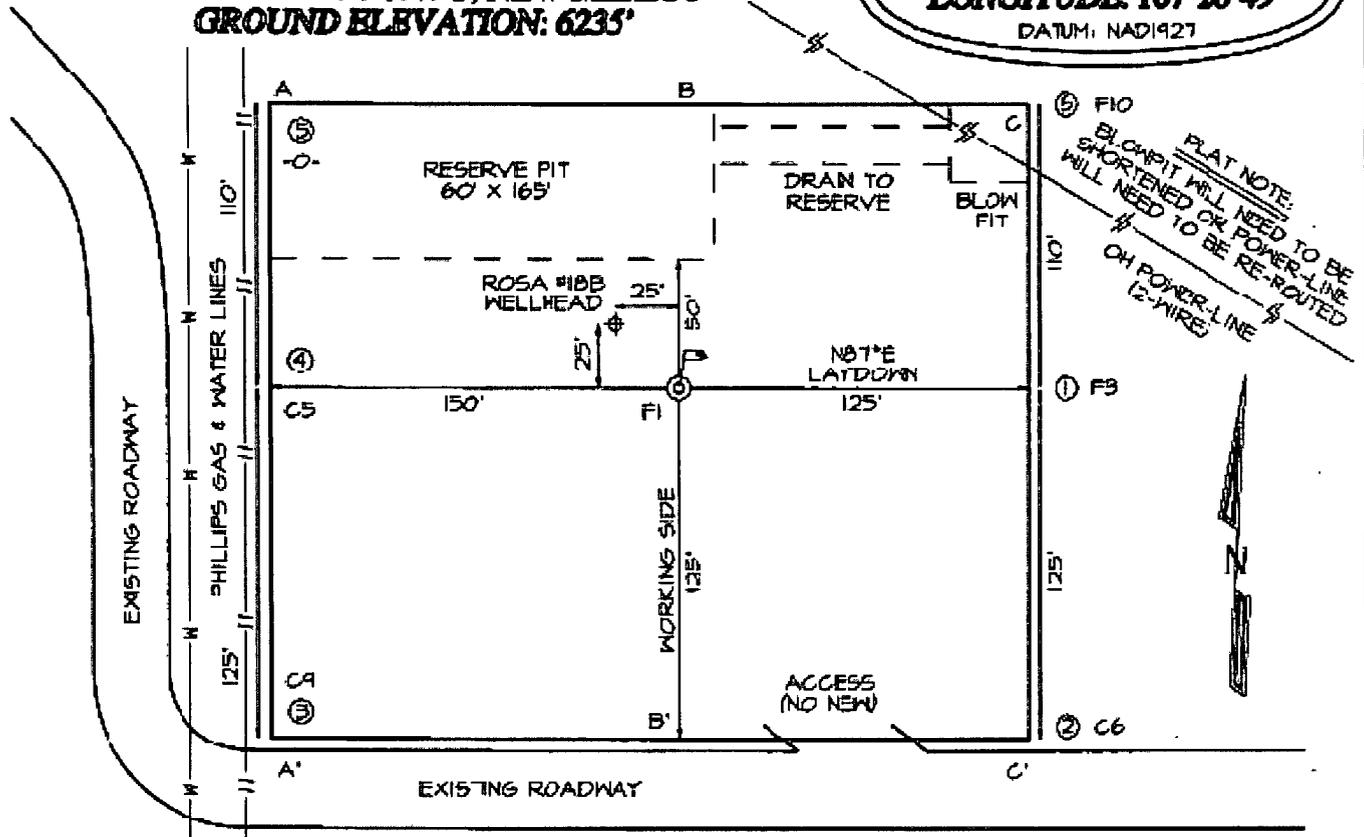 GROUND ELEVATION: 6235'
DATUM: NAD1927
A
B
C
⑤ F10
⑤
-O-
RESERVE PIT
60' X 165'
DRAIN TO
RESERVE
BLOW
PIT
PLAT NOTE:
BLOWPIT WILL NEED TO BE
SHORTENED OR POWER-LINE
WILL NEED TO BE RE-ROUTED
OH POWER-LINE
(2-WIRE)
110'
110'
ROSA #18B
WELLHEAD
25'
50'
25'
④
C5
150'
F1
N87°E
LAYDOWN
125'
① F3
PHILLIPS GAS & WATER LINES
EXISTING ROADWAY
WORKING SIDE
125'
125'
125'
N
C9
③
B'
ACCESS
(NO NEW)
② C6
A'
C'
EXISTING ROADWAY
W
W
W
W
W